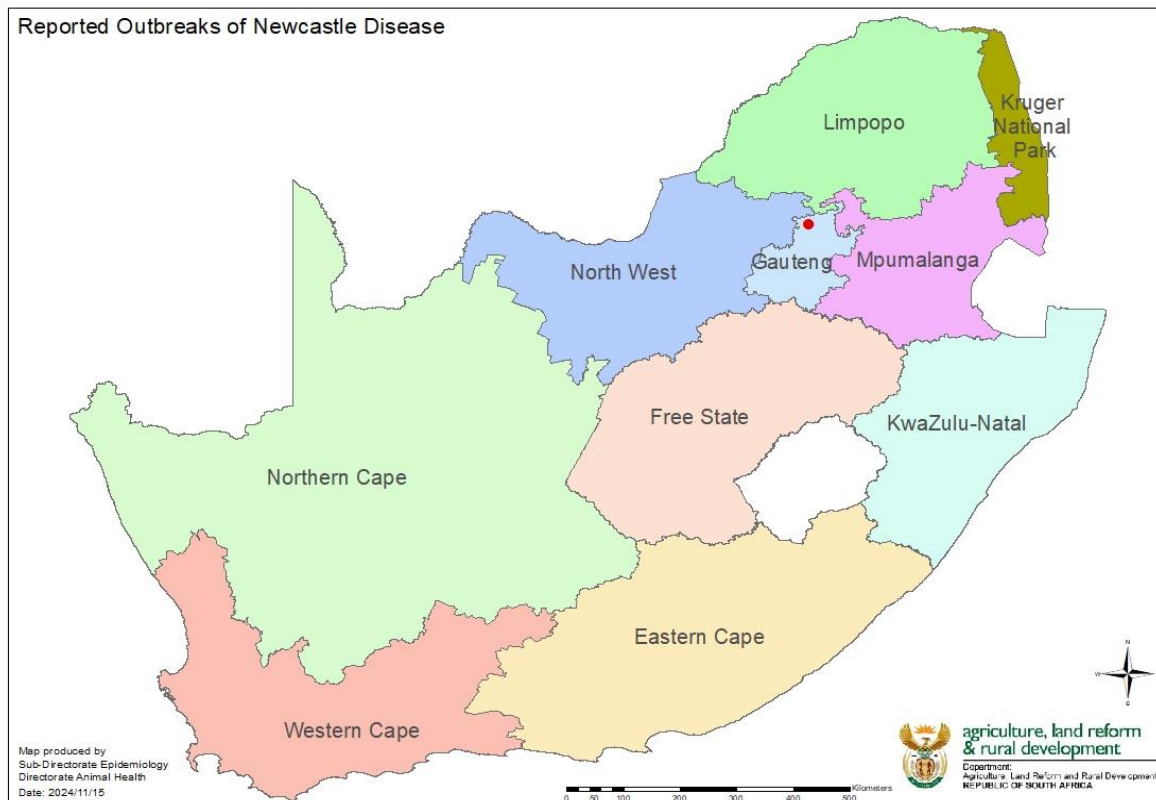 Reported Outbreaks of Newcastle Disease
Limpopo
Kruger
National
Park
North West
Gauteng
Mpumalanga
Free State
KwaZulu-Natal
Northern Cape
Eastern Cape
Western Cape
N
W
S
Map produced by
Sub-Directorate Epidemiology
Directorate Animal Health
Date: 2024/11/15
Kilometers
0 50 100 200 300 400 500
agriculture, land reform
& rural development
Department:
Agriculture, Land Reform and Rural Development
REPUBLIC OF SOUTH AFRICA